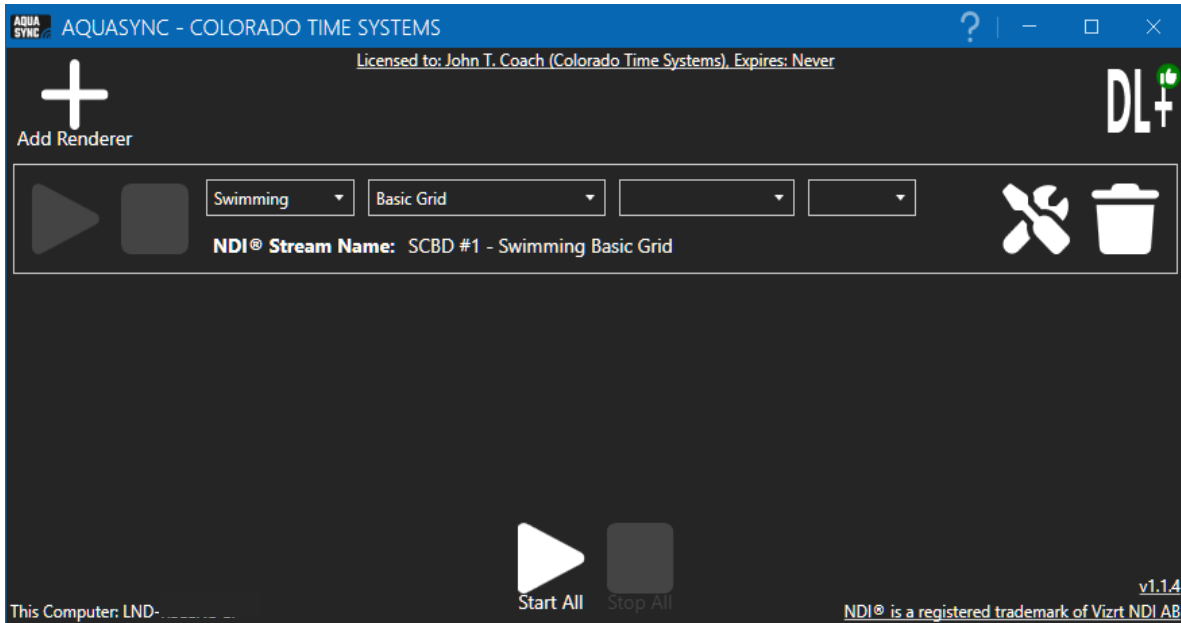 AQUA SYNC
AQUASYNC - COLORADO TIME SYSTEMS
?
Licensed to: John T. Coach (Colorado Time Systems), Expires: Never
Add Renderer
DL+
Swimming
Basic Grid
NDI® Stream Name: SCBD #1 - Swimming Basic Grid
Start All
Stop All
v1.1.4
This Computer: LND-
NDI® is a registered trademark of Vizrt NDI AB